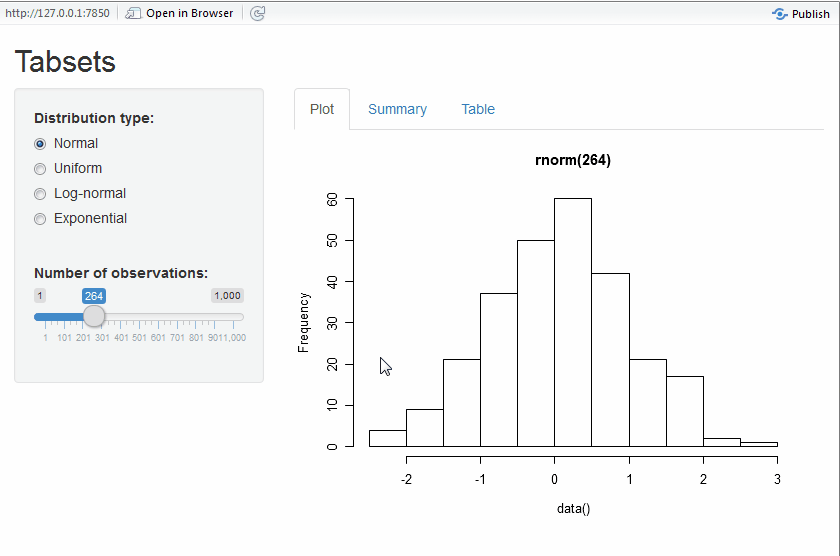 http://127.0.0.1:7850 Open in Browser Publish
Tabsets
Distribution type:
Normal
Uniform
Log-normal
Exponential
Number of observations:
1 264 1,000
1 101 201 301 401 501 601 701 801 901 1,000
Plot Summary Table
rnorm(264)
Frequency
60
50
40
30
20
10
0
-2 -1 0 1 2 3
data()